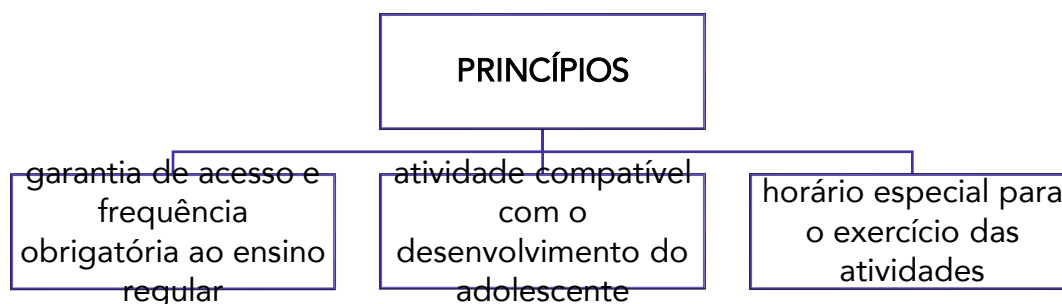 PRINCÍPIOS
garantia de acesso e
frequência
obrigatória ao ensino
regular
atividade compatível
com o
desenvolvimento do
adolescente
horário especial para
o exercício das
atividades